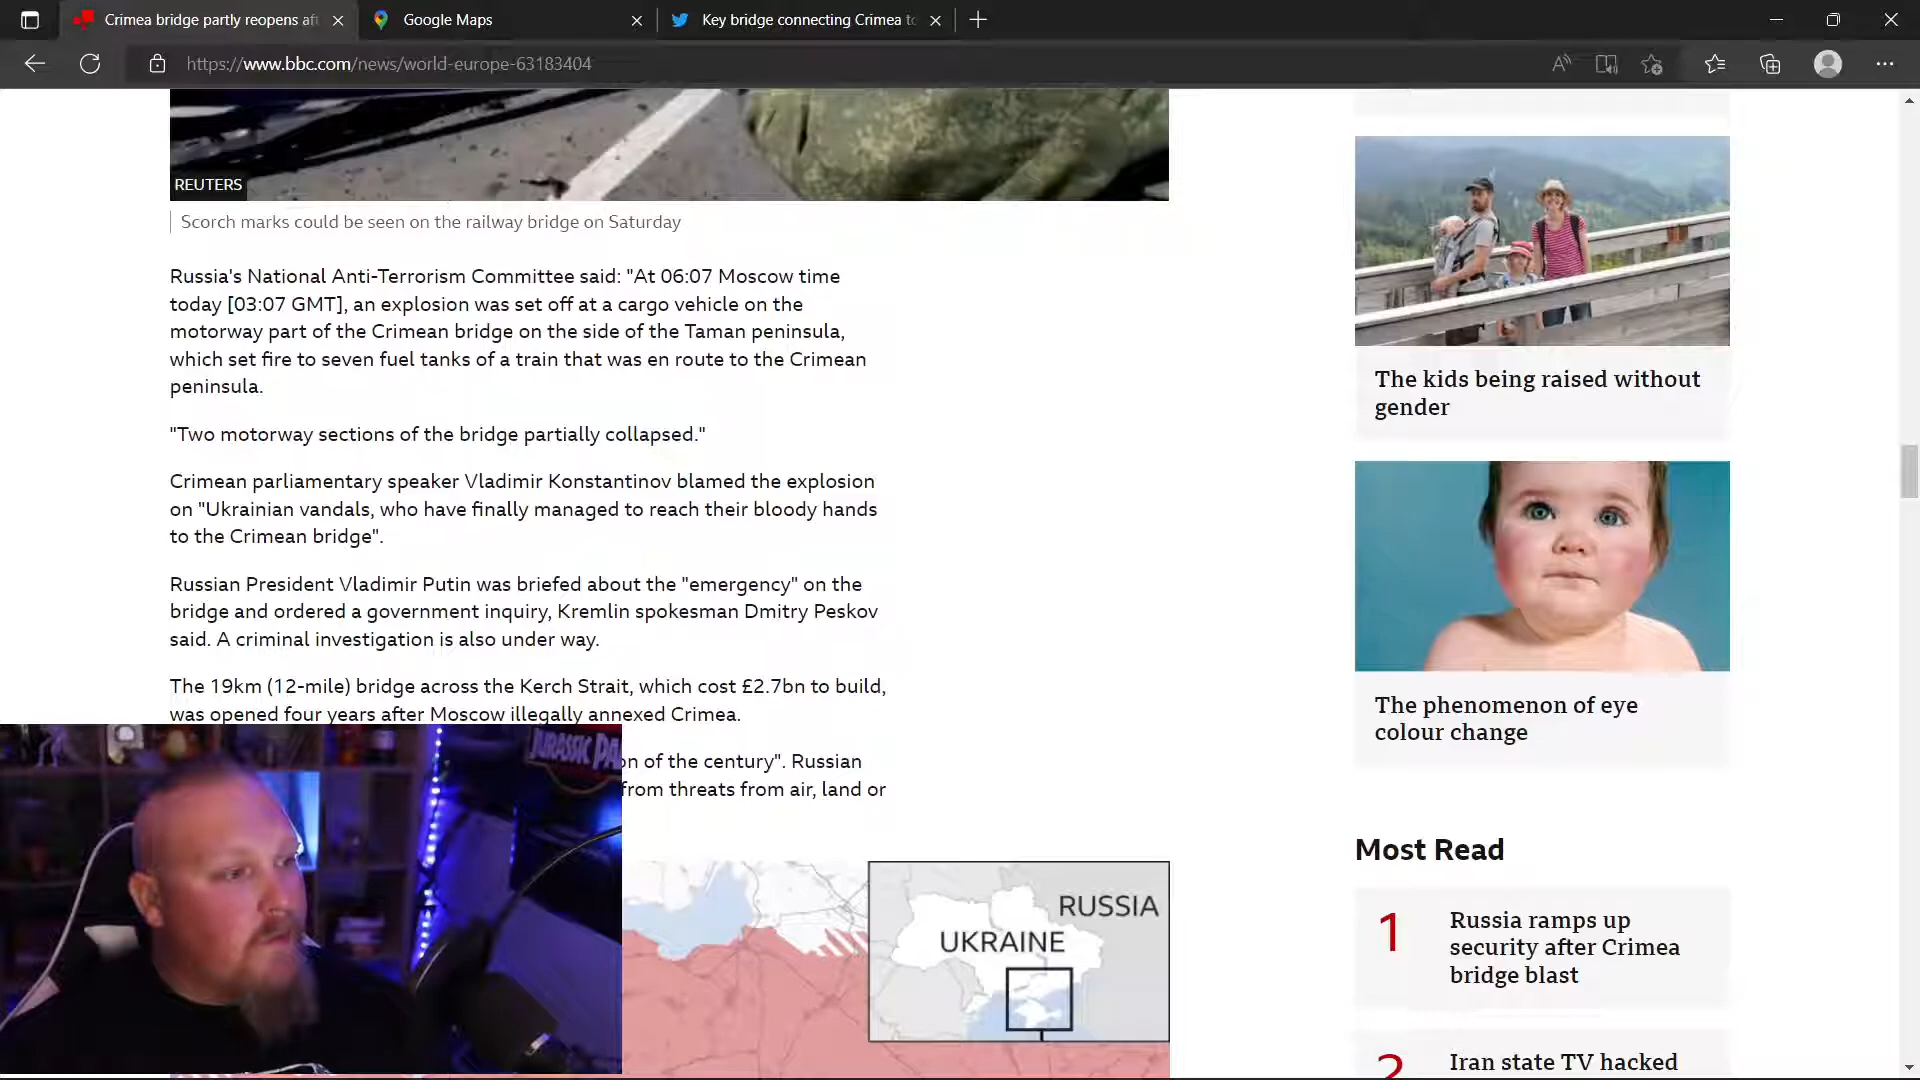 Crimea bridge partly reopens aft
Google Maps
Key bridge connecting Crimea to
https://www.bbc.com/news/world-europe-63183404
REUTERS
Scorch marks could be seen on the railway bridge on Saturday
Russia's National Anti-Terrorism Committee said: "At 06:07 Moscow time
today [03:07 GMT], an explosion was set off at a cargo vehicle on the
motorway part of the Crimean bridge on the side of the Taman peninsula,
which set fire to seven fuel tanks of a train that was en route to the Crimean
peninsula.
"Two motorway sections of the bridge partially collapsed."
Crimean parliamentary speaker Vladimir Konstantinov blamed the explosion
on "Ukrainian vandals, who have finally managed to reach their bloody hands
to the Crimean bridge".
Russian President Vladimir Putin was briefed about the "emergency" on the
bridge and ordered a government inquiry, Kremlin spokesman Dmitry Peskov
said. A criminal investigation is also under way.
The 19km (12-mile) bridge across the Kerch Strait, which cost £2.7bn to build,
was opened four years after Moscow illegally annexed Crimea.
on of the century". Russian
from threats from air, land or
JURASSIC PA
RUSSIA
UKRAINE
The kids being raised without
gender
The phenomenon of eye
colour change
Most Read
1
Russia ramps up
security after Crimea
bridge blast
2
Iran state TV hacked